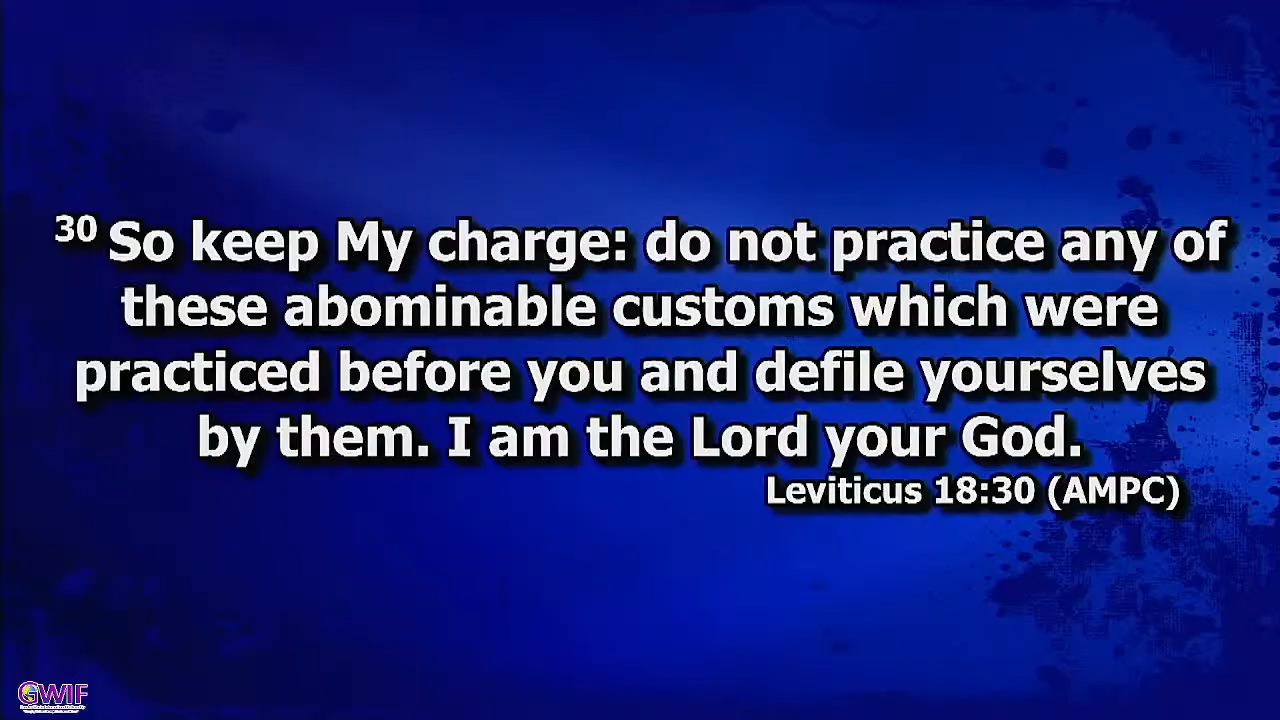 30 So keep My charge: do not practice any of
these abominable customs which were
practiced before you and defile yourselves
by them. I am the Lord your God.
Leviticus 18:30 (AMPC)
GWIF